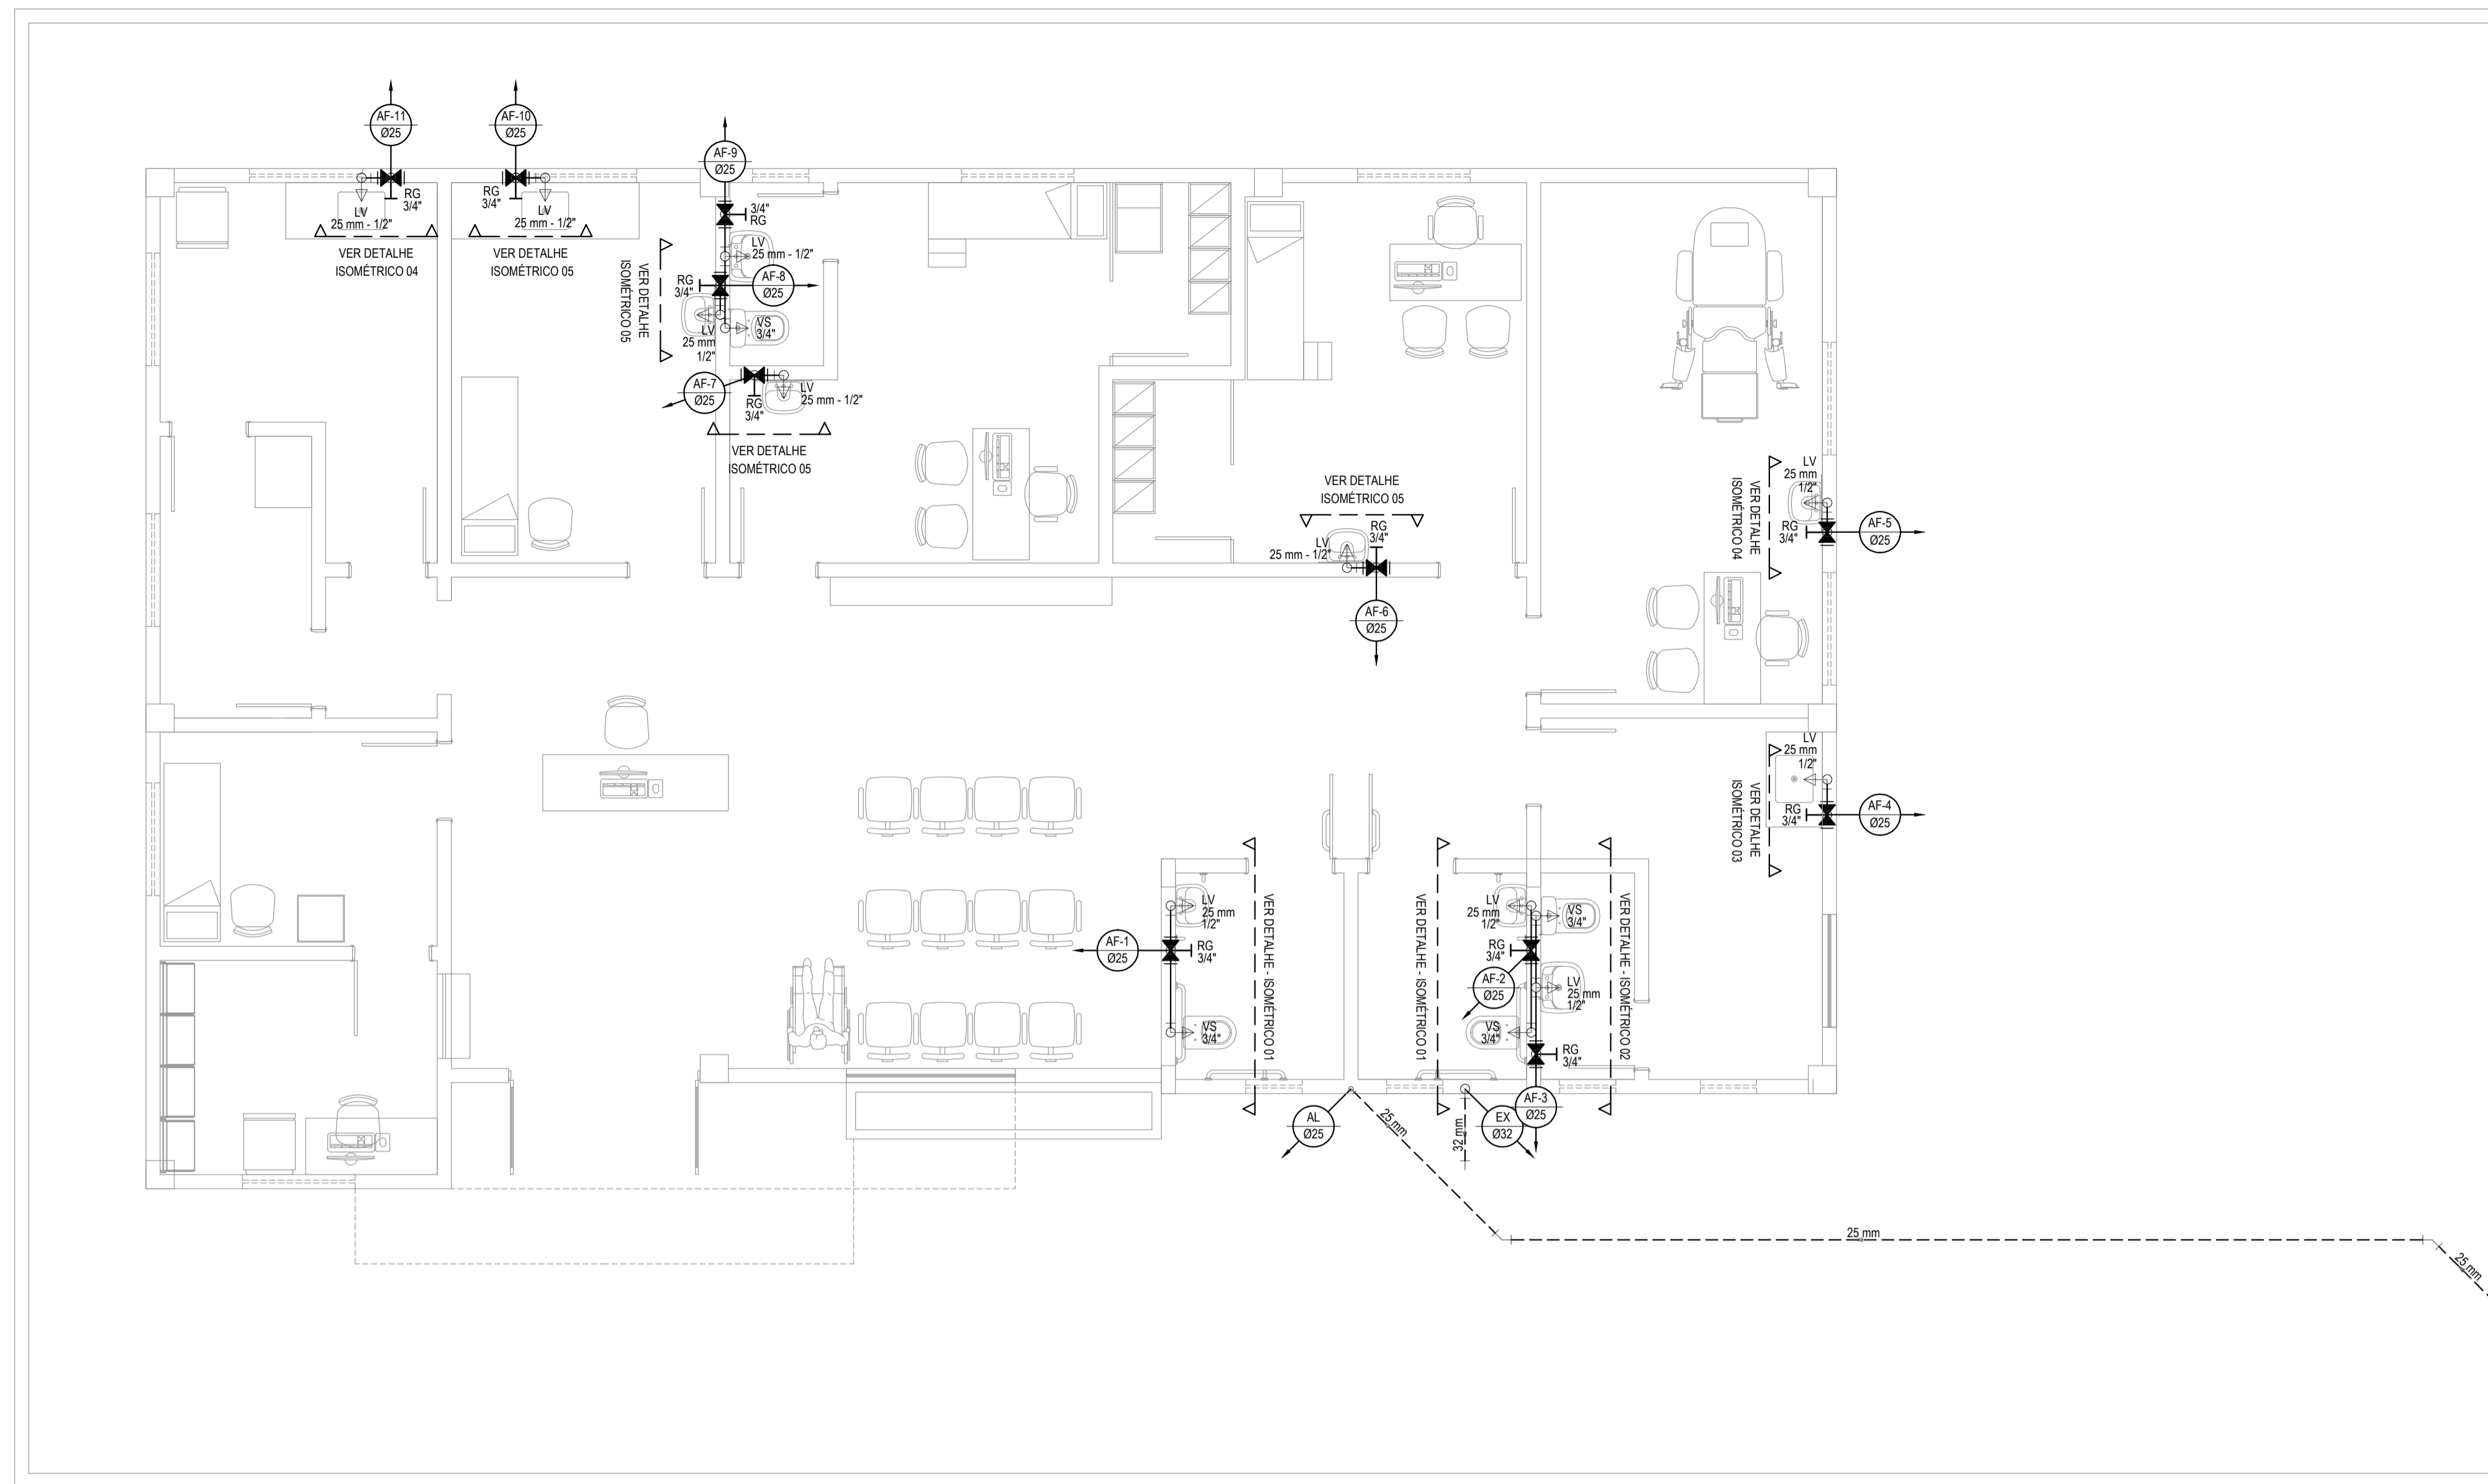 AF-11
Ø25
RG
3/4"
LV
25 mm - 1/2"
VER DETALHE
ISOMÉTRICO 04
AF-10
Ø25
RG
3/4"
LV
25 mm - 1/2"
VER DETALHE
ISOMÉTRICO 05
AF-9
Ø25
3/4"
RG
LV
25 mm - 1/2"
AF-8
Ø25
RG
3/4"
VER DETALHE
ISOMÉTRICO 05
LV
25 mm
1/2"
VS
3/4"
AF-7
Ø25
RG
3/4"
LV
25 mm - 1/2"
VER DETALHE
ISOMÉTRICO 05
VER DETALHE
ISOMÉTRICO 05
RG
3/4"
LV
25 mm - 1/2"
AF-6
Ø25
LV
25 mm
1/2"
VER DETALHE
ISOMÉTRICO 04
RG
3/4"
AF-5
Ø25
LV
25 mm
1/2"
VER DETALHE
ISOMÉTRICO 03
RG
3/4"
AF-4
Ø25
LV
25 mm
1/2"
AF-1
Ø25
RG
3/4"
VS
3/4"
VER DETALHE - ISOMÉTRICO 01
VER DETALHE - ISOMÉTRICO 01
LV
25 mm
1/2"
VS
3/4"
RG
3/4"
AF-2
Ø25
LV
25 mm
1/2"
VS
3/4"
RG
3/4"
VER DETALHE - ISOMÉTRICO 02
AL
Ø25
25 mm
32 mm
EX
Ø32
AF-3
Ø25
25 mm
25 mm